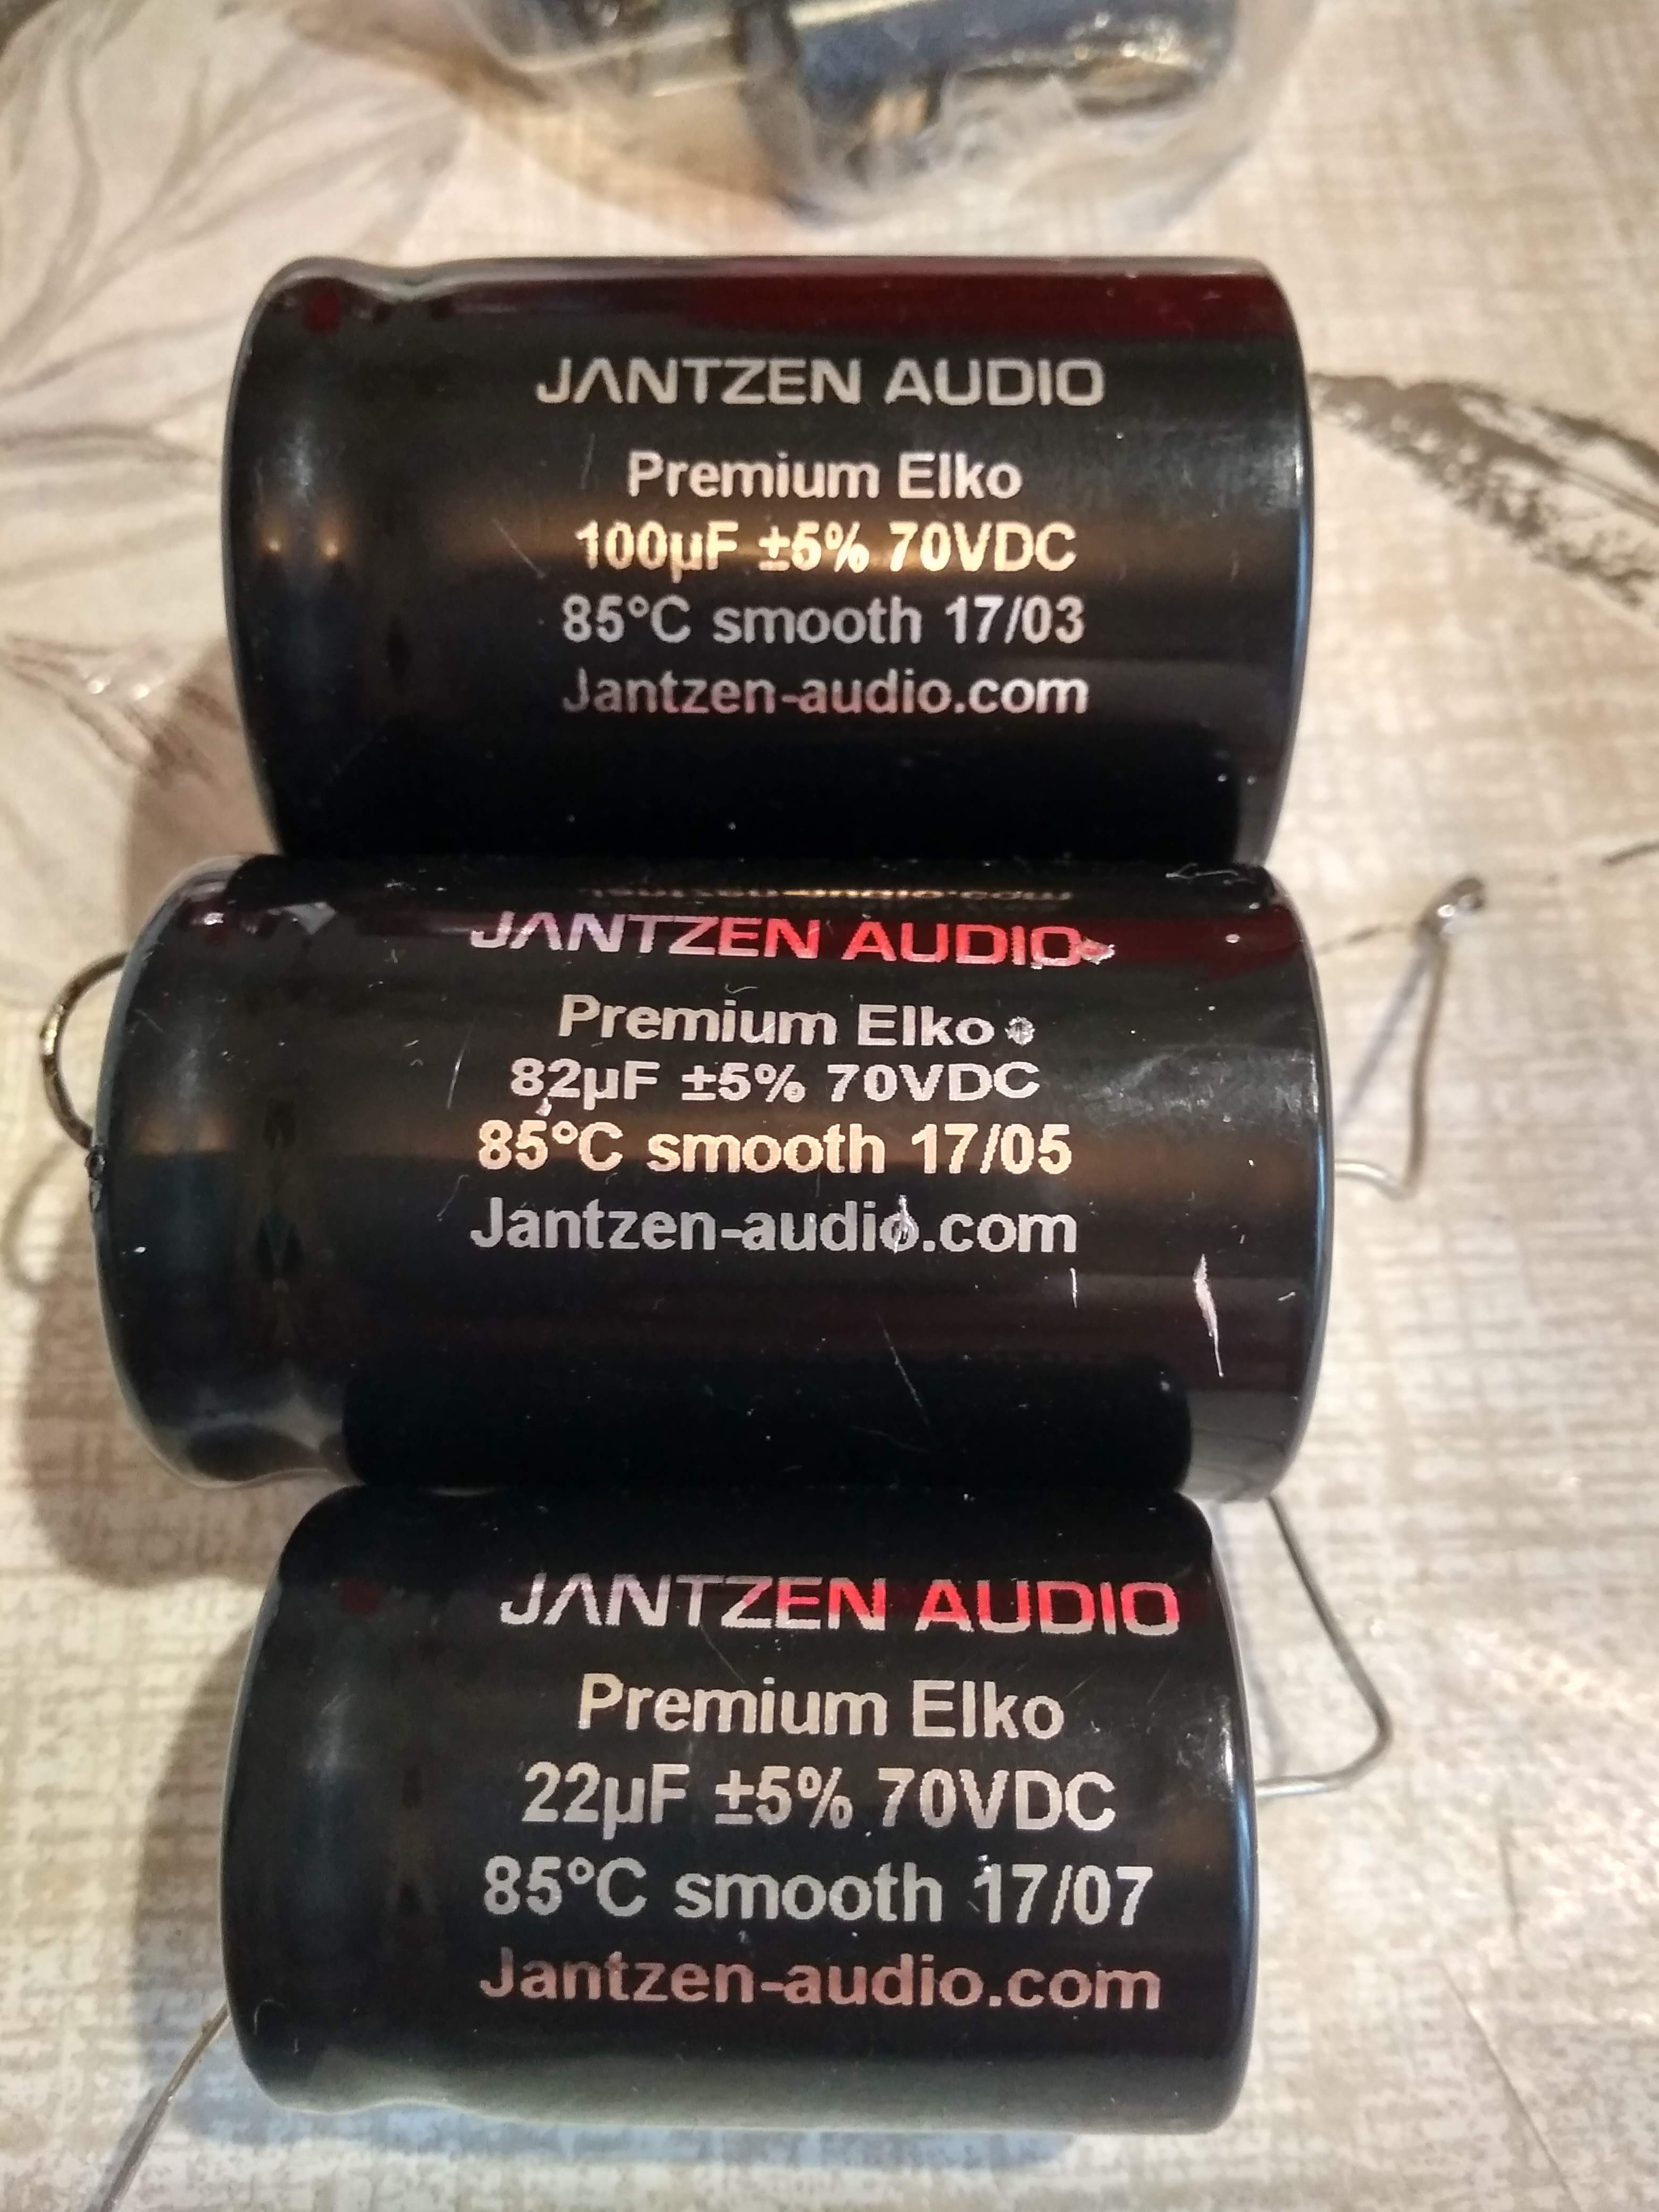 JANTZEN AUDIO
Premium Elko
100µF ±5% 70VDC
85°C smooth 17/03
Jantzen-audio.com
JANTZEN AUDIO
Premium Elko
82µF ±5% 70VDC
85°C smooth 17/05
Jantzen-audio.com
JANTZEN AUDIO
Premium Elko
22µF ±5% 70VDC
85°C smooth 17/07
Jantzen-audio.com